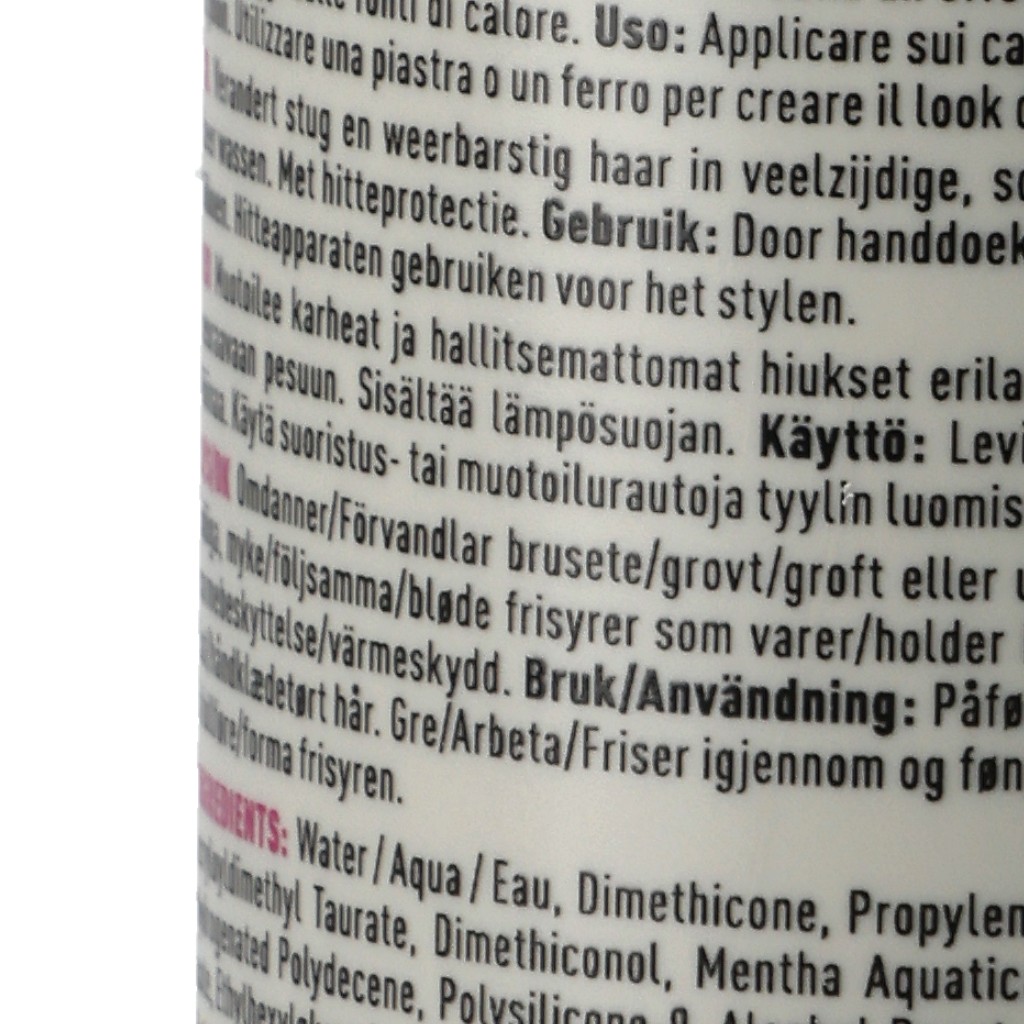 fonti di calore. Uso: Applicare sui ca
Utilizzare una piastra o un ferro per creare il look
Verandert stug en weerbarstig haar in veelzijdige, so
wassen. Met hitteprotectie. Gebruik: Door handdoek
Hitteapparaten gebruiken voor het stylen.
Muotoilee karheat ja hallitsemattomat hiukset erila
pesuun. Sisältää lämpösuojan. Käyttö: Levi
Käytä suoristus- tai muotoilurautoja tyylin luomis
Omdanner/Förvandlar brusete/grovt/groft eller u
myke/följsamma/bløde frisyrer som varer/holder
beskyttelse/värmeskydd. Bruk/Användning: Påfø
håndklædetørt hår. Gre/Arbeta/Friser igjennom og føn
forma frisyren.
INGREDIENTS: Water / Aqua / Eau, Dimethicone, Propylen
dimethyl Taurate, Dimethiconol, Mentha Aquatic
Polydecene, Polysilicone